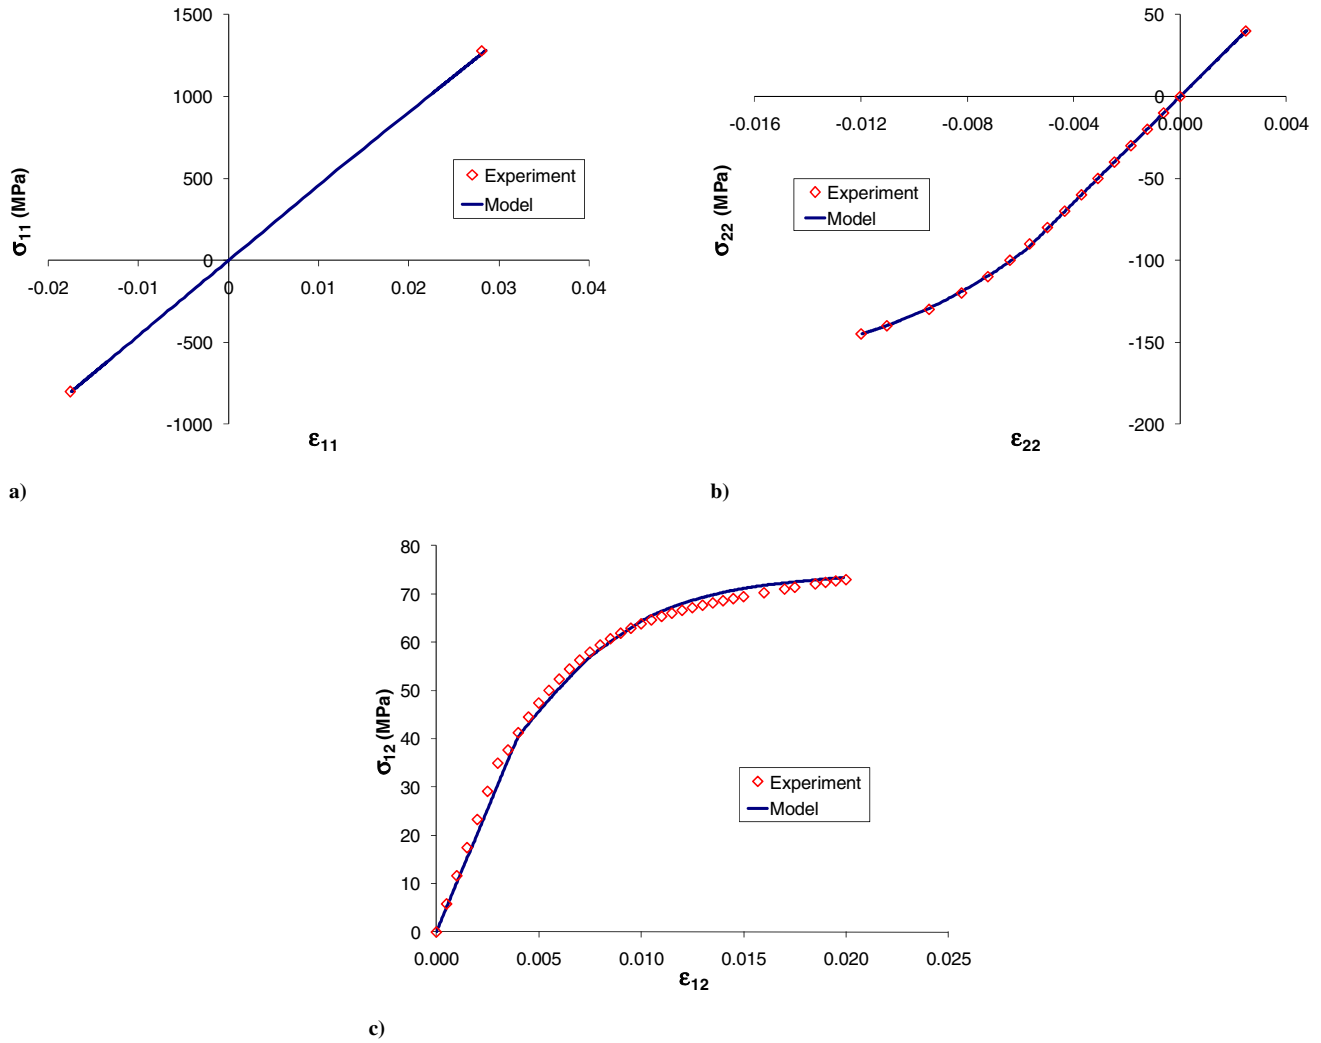 1500
1000
500
0
-500
-1000
-0.02 -0.01 0 0.01 0.02 0.03 0.04
σ11 (MPa)
ε11
Experiment
Model
a)
50
0
-50
-100
-150
-200
-0.016 -0.012 -0.008 -0.004 0.000 0.004
σ22 (MPa)
ε22
Experiment
Model
b)
80
70
60
50
40
30
20
10
0
0.000 0.005 0.010 0.015 0.020 0.025
σ12 (MPa)
ε12
Experiment
Model
c)